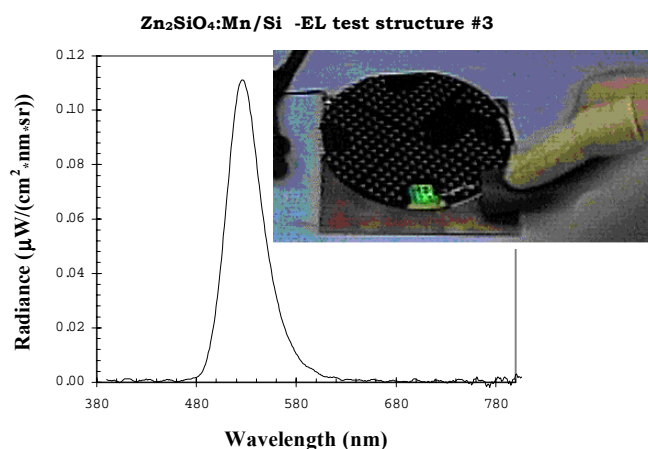 Zn₂SiO₄:Mn/Si -EL test structure #3
Radiance (µW/(cm²*nm*sr))
0.12
0.10
0.08
0.06
0.04
0.02
0.00
380 480 580 680 780
Wavelength (nm)